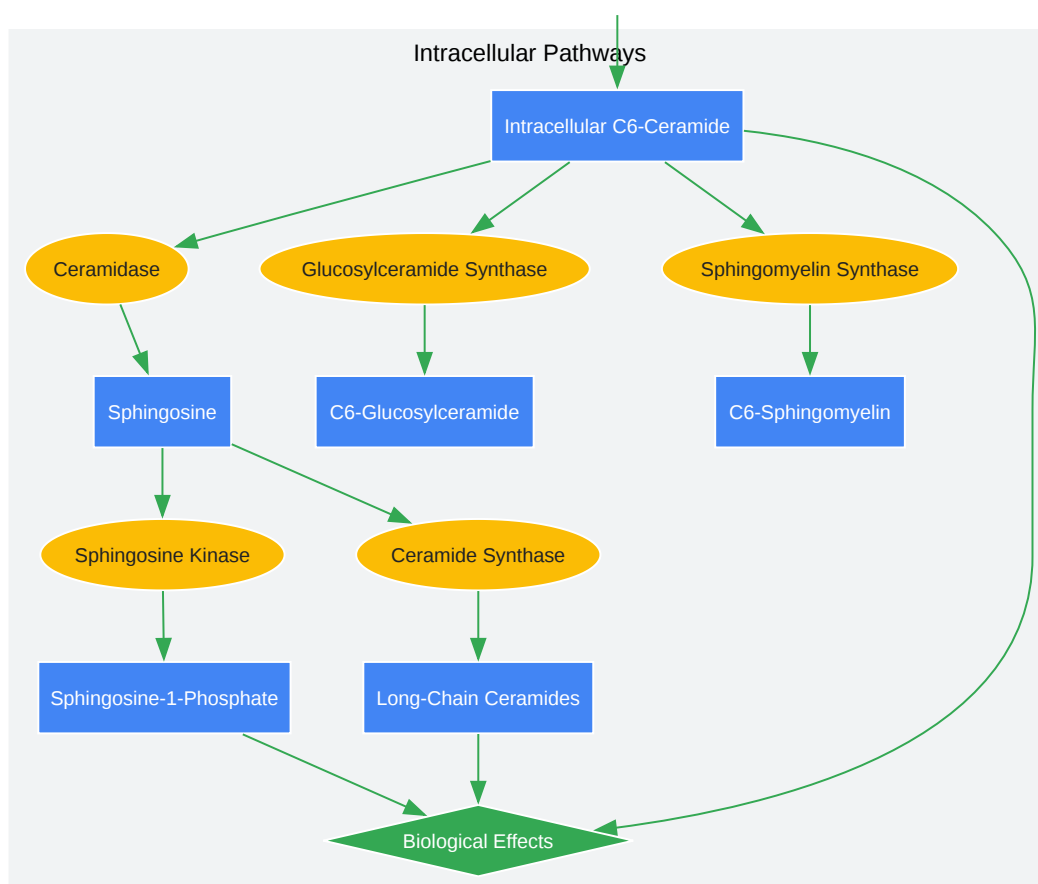 Intracellular Pathways
Intracellular C6-Ceramide
Ceramidase
Glucosylceramide Synthase
Sphingomyelin Synthase
Sphingosine
C6-Glucosylceramide
C6-Sphingomyelin
Sphingosine Kinase
Ceramide Synthase
Sphingosine-1-Phosphate
Long-Chain Ceramides
Biological Effects